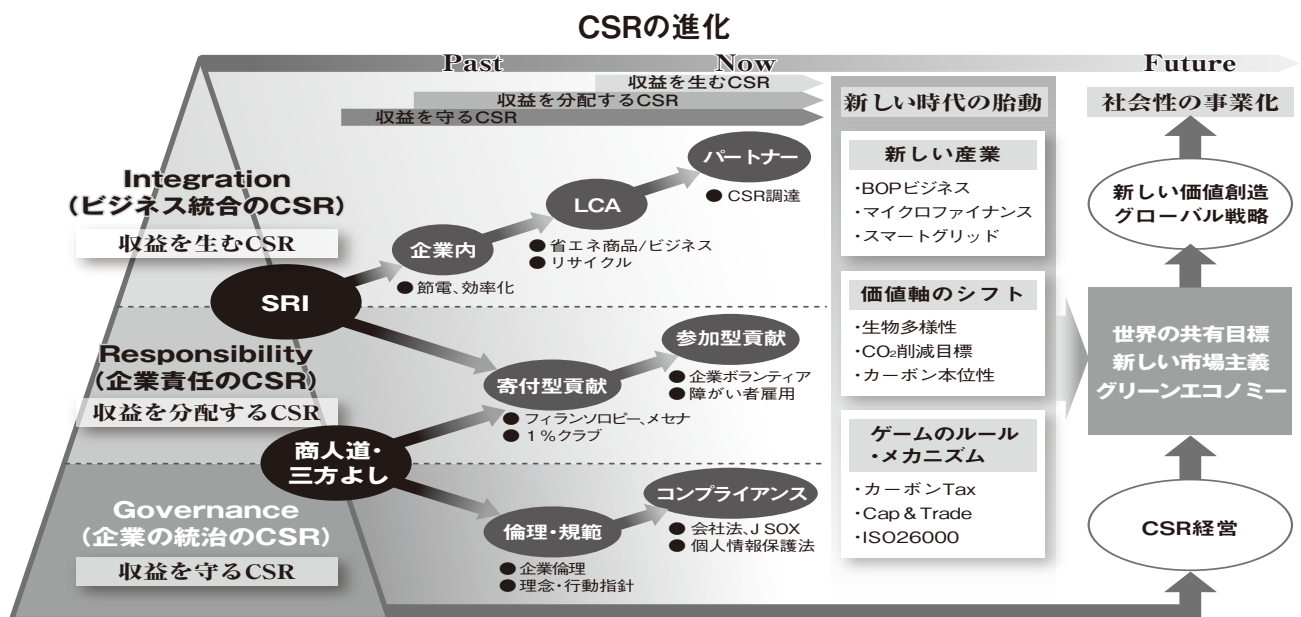 CSRの進化
Past
Now
Future
収益を生むCSR
収益を分配するCSR
収益を守るCSR
Integration
(ビジネス統合のCSR)
収益を生むCSR
SRI
企業内
● 節電、効率化
LCA
● 省エネ商品/ビジネス
● リサイクル
パートナー
● CSR調達
Responsibility
(企業責任のCSR)
収益を分配するCSR
商人道・
三方よし
寄付型貢献
● フィランソロピー、メセナ
● 1%クラブ
参加型貢献
● 企業ボランティア
● 障がい者雇用
Governance
(企業の統治のCSR)
収益を守るCSR
倫理・規範
● 企業倫理
● 理念・行動指針
コンプライアンス
● 会社法、J SOX
● 個人情報保護法
新しい時代の胎動
新しい産業
・BOPビジネス
・マイクロファイナンス
・スマートグリッド
価値軸のシフト
・生物多様性
・CO₂削減目標
・カーボン本位性
ゲームのルール
・メカニズム
・カーボンTax
・Cap & Trade
・ISO26000
社会性の事業化
新しい価値創造
グローバル戦略
世界の共有目標
新しい市場主義
グリーンエコノミー
CSR経営